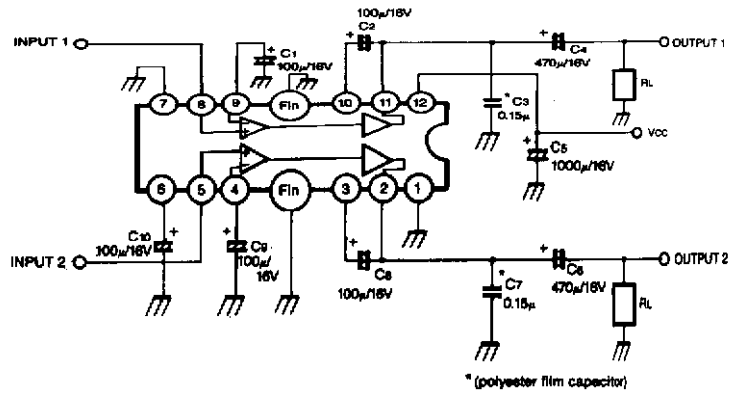 INPUT 1
C1
100μ/16V
100μ/16V
C2
C4
470μ/16V
OUTPUT 1
RL
7
8
9
Fin
10
11
12
* C3
0.15μ
VCC
C5
1000μ/16V
6
5
4
Fin
3
2
1
C10
100μ/16V
C9
100μ/
16V
INPUT 2
C8
100μ/16V
* C7
0.15μ
C6
470μ/16V
OUTPUT 2
RL
* (polyester film capacitor)